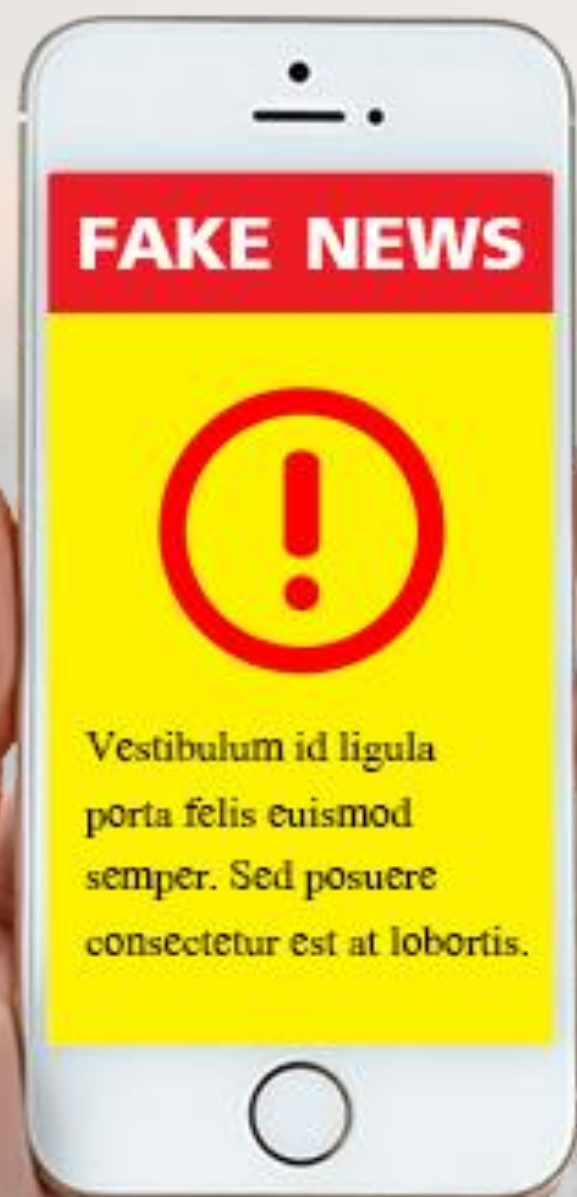 FAKE NEWS
Vestibulum id ligula
porta felis euismod
semper. Sed posuere
consectetur est at lobortis.